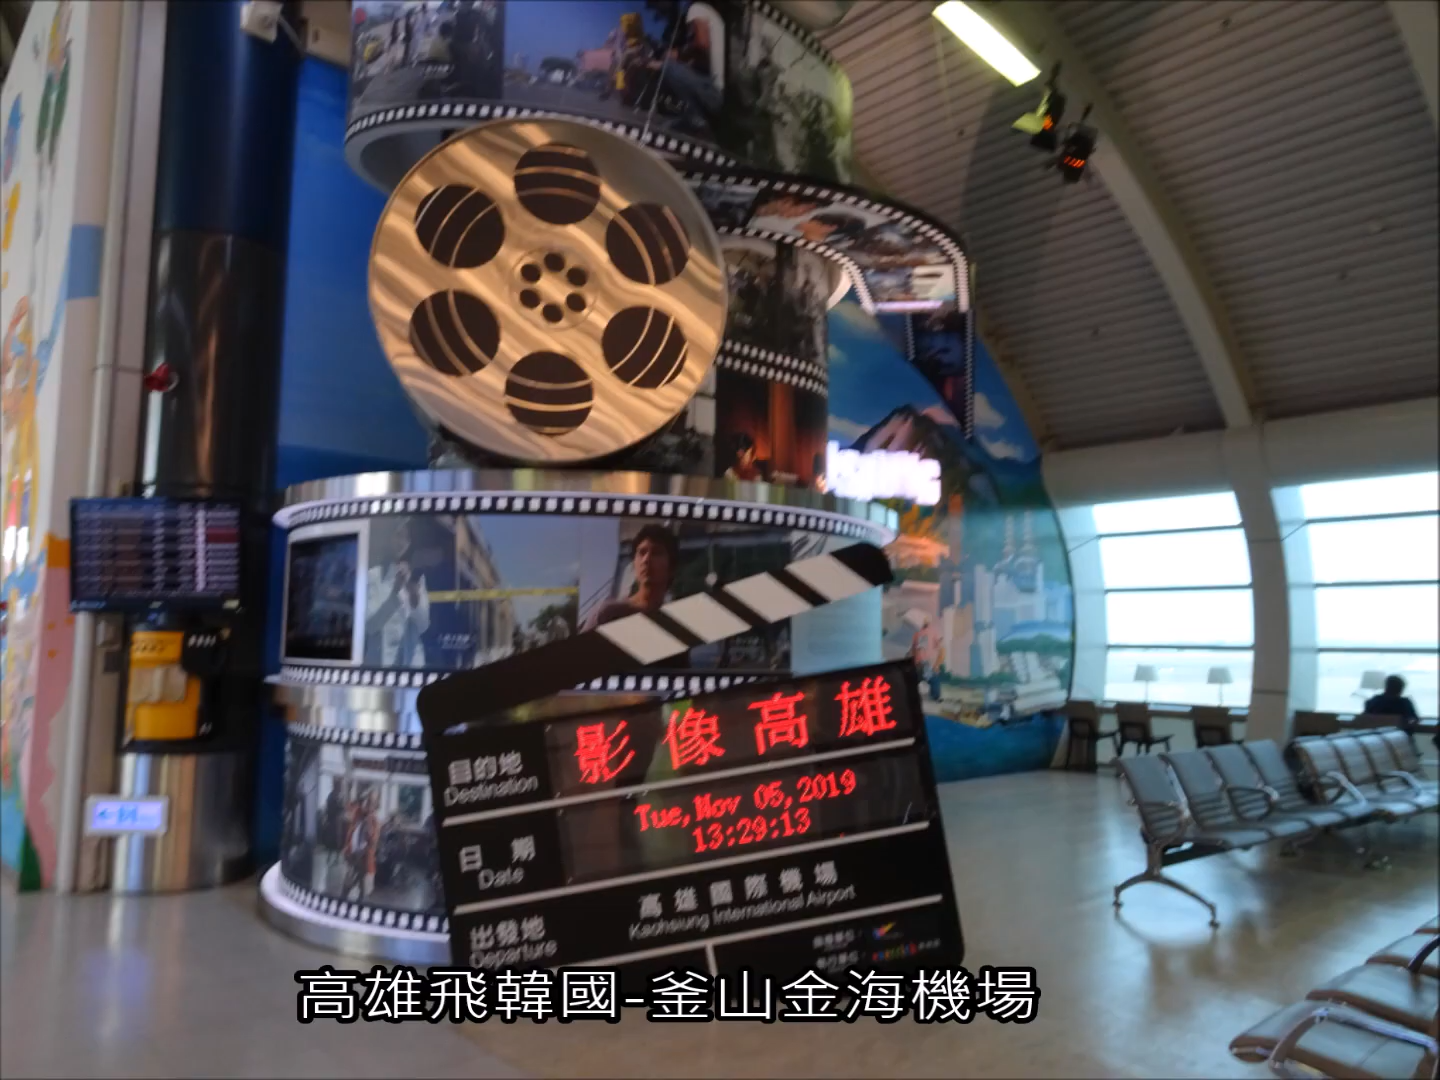 影像高雄
目的地
Destination
Tue,Nov 05,2019
13:29:13
日期
Date
高雄國際機場
Kaohsiung International Airport
出發地
Departure
高雄飛韓國-釜山金海機場